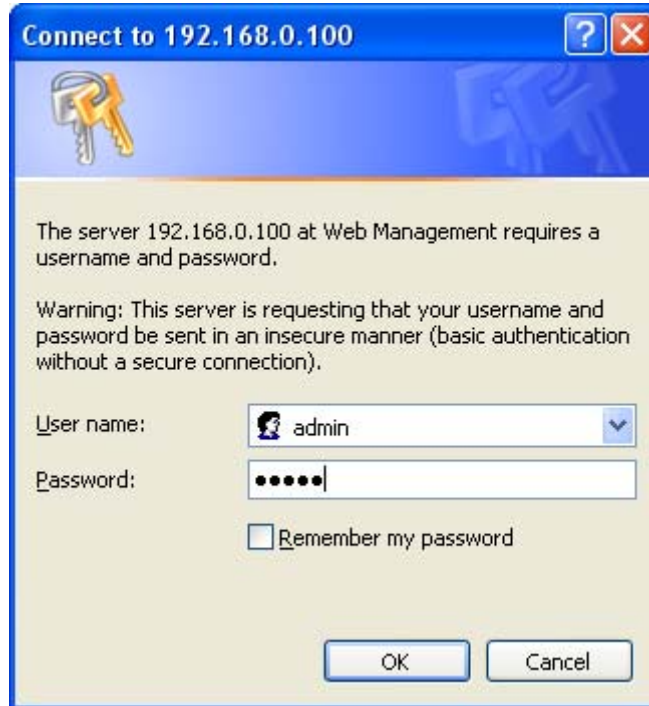 Connect to 192.168.0.100
The server 192.168.0.100 at Web Management requires a
username and password.
Warning: This server is requesting that your username and
password be sent in an insecure manner (basic authentication
without a secure connection).
User name:
admin
Password:
•••••
Remember my password
OK
Cancel